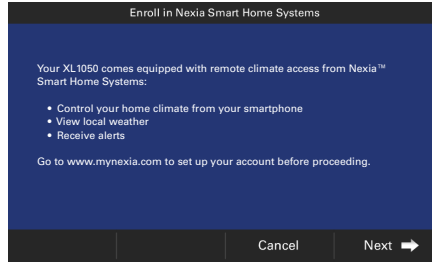 Enroll in Nexia Smart Home Systems
Your XL1050 comes equipped with remote climate access from Nexia™
Smart Home Systems:
• Control your home climate from your smartphone
• View local weather
• Receive alerts
Go to www.mynexia.com to set up your account before proceeding.
Cancel
Next